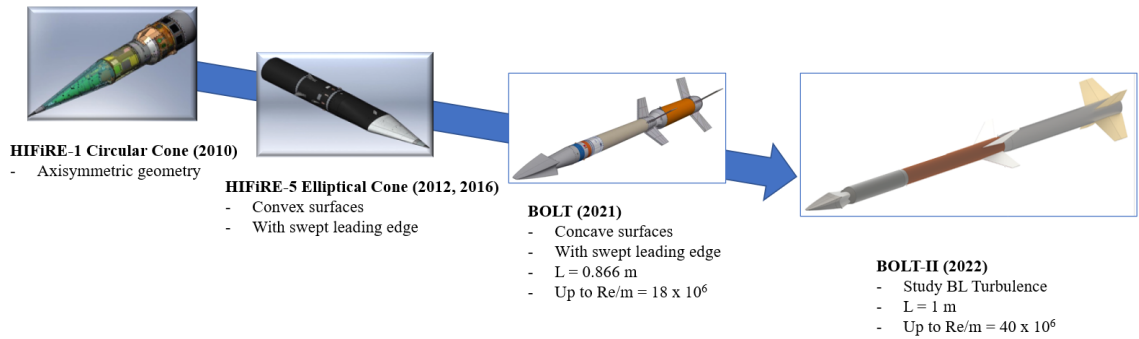 HIFiRE-1 Circular Cone (2010)
- Axisymmetric geometry
HIFiRE-5 Elliptical Cone (2012, 2016)
- Convex surfaces
- With swept leading edge
BOLT (2021)
- Concave surfaces
- With swept leading edge
- L = 0.866 m
- Up to Re/m = 18 x 10⁶
BOLT-II (2022)
- Study BL Turbulence
- L = 1 m
- Up to Re/m = 40 x 10⁶